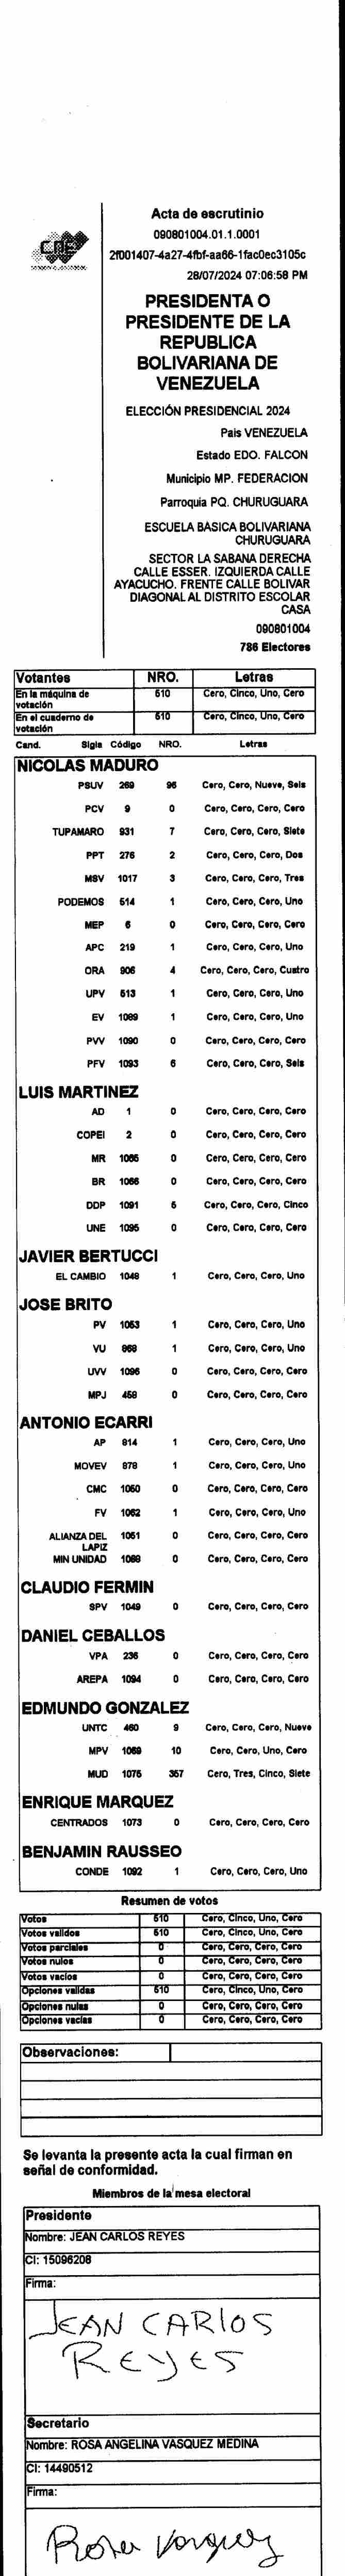 CNE
Acta de escrutinio
090801004.01.1.0001
2f001407-4a27-4fbf-aa66-1fac0ec3105c
28/07/2024 07:06:58 PM
PRESIDENTA O
PRESIDENTE DE LA
REPUBLICA
BOLIVARIANA DE
VENEZUELA
ELECCIÓN PRESIDENCIAL 2024
Pais VENEZUELA
Estado EDO. FALCON
Municipio MP. FEDERACION
Parroquia PQ. CHURUGUARA
ESCUELA BASICA BOLIVARIANA
CHURUGUARA
SECTOR LA SABANA DERECHA
CALLE ESSER. IZQUIERDA CALLE
AYACUCHO. FRENTE CALLE BOLIVAR
DIAGONAL AL DISTRITO ESCOLAR
CASA
090801004
786 Electores
Votantes NRO. Letras
En la máquina de votación 510 Cero, Cinco, Uno, Cero
En el cuaderno de votación 510 Cero, Cinco, Uno, Cero
Cand. Sigla Código NRO. Letras
NICOLAS MADURO
PSUV 269 96 Cero, Cero, Nueve, Seis
PCV 9 0 Cero, Cero, Cero, Cero
TUPAMARO 931 7 Cero, Cero, Cero, Siete
PPT 276 2 Cero, Cero, Cero, Dos
MSV 1017 3 Cero, Cero, Cero, Tres
PODEMOS 514 1 Cero, Cero, Cero, Uno
MEP 6 0 Cero, Cero, Cero, Cero
APC 219 1 Cero, Cero, Cero, Uno
ORA 906 4 Cero, Cero, Cero, Cuatro
UPV 513 1 Cero, Cero, Cero, Uno
EV 1089 1 Cero, Cero, Cero, Uno
PVV 1090 0 Cero, Cero, Cero, Cero
PFV 1093 6 Cero, Cero, Cero, Seis
LUIS MARTINEZ
AD 1 0 Cero, Cero, Cero, Cero
COPEI 2 0 Cero, Cero, Cero, Cero
MR 1065 0 Cero, Cero, Cero, Cero
BR 1066 0 Cero, Cero, Cero, Cero
DDP 1091 5 Cero, Cero, Cero, Cinco
UNE 1095 0 Cero, Cero, Cero, Cero
JAVIER BERTUCCI
EL CAMBIO 1048 1 Cero, Cero, Cero, Uno
JOSE BRITO
PV 1053 1 Cero, Cero, Cero, Uno
VU 868 1 Cero, Cero, Cero, Uno
UVV 1096 0 Cero, Cero, Cero, Cero
MPJ 459 0 Cero, Cero, Cero, Cero
ANTONIO ECARRI
AP 814 1 Cero, Cero, Cero, Uno
MOVEV 878 1 Cero, Cero, Cero, Uno
CMC 1050 0 Cero, Cero, Cero, Cero
FV 1062 1 Cero, Cero, Cero, Uno
ALIANZA DEL LAPIZ 1051 0 Cero, Cero, Cero, Cero
MIN UNIDAD 1088 0 Cero, Cero, Cero, Cero
CLAUDIO FERMIN
SPV 1049 0 Cero, Cero, Cero, Cero
DANIEL CEBALLOS
VPA 236 0 Cero, Cero, Cero, Cero
AREPA 1094 0 Cero, Cero, Cero, Cero
EDMUNDO GONZALEZ
UNTC 460 9 Cero, Cero, Cero, Nueve
MPV 1069 10 Cero, Cero, Uno, Cero
MUD 1075 357 Cero, Tres, Cinco, Siete
ENRIQUE MARQUEZ
CENTRADOS 1073 0 Cero, Cero, Cero, Cero
BENJAMIN RAUSSEO
CONDE 1092 1 Cero, Cero, Cero, Uno
Resumen de votos
Votos 510 Cero, Cinco, Uno, Cero
Votos validos 510 Cero, Cinco, Uno, Cero
Votos parciales 0 Cero, Cero, Cero, Cero
Votos nulos 0 Cero, Cero, Cero, Cero
Votos vacios 0 Cero, Cero, Cero, Cero
Opciones validas 510 Cero, Cinco, Uno, Cero
Opciones nulas 0 Cero, Cero, Cero, Cero
Opciones vacias 0 Cero, Cero, Cero, Cero
Observaciones:
Se levanta la presente acta la cual firman en
señal de conformidad.
Miembros de la mesa electoral
Presidente
Nombre: JEAN CARLOS REYES
CI: 15096208
Firma:
JEAN CARlOS
REYES
Secretario
Nombre: ROSA ANGELINA VASQUEZ MEDINA
CI: 14490512
Firma:
Rosa Vasquez